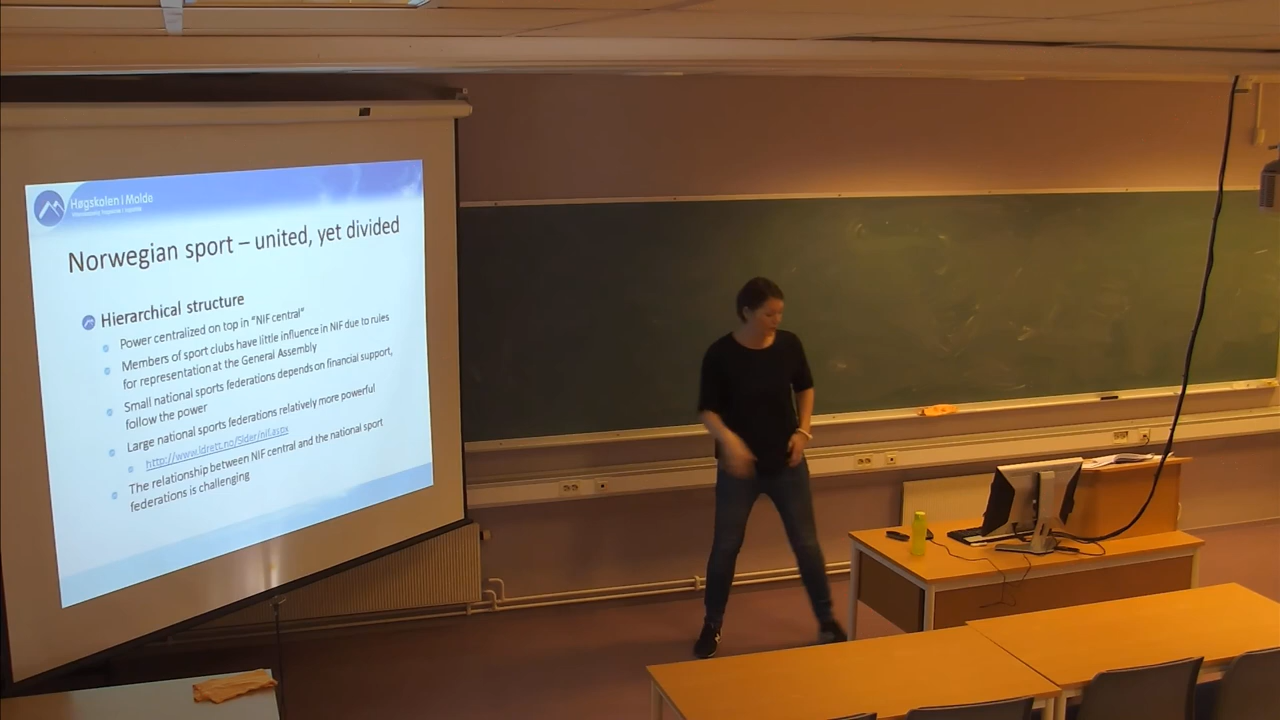 Høgskolen i Molde
Norwegian sport – united, yet divided
Hierarchical structure
Power centralized on top in "NIF central"
Members of sport clubs have little influence in NIF due to rules
for representation at the General Assembly
Small national sports federations depends on financial support,
follow the power
Large national sports federations relatively more powerful
http://www.idrett.no/Sider/nif.aspx
The relationship between NIF central and the national sport
federations is challenging